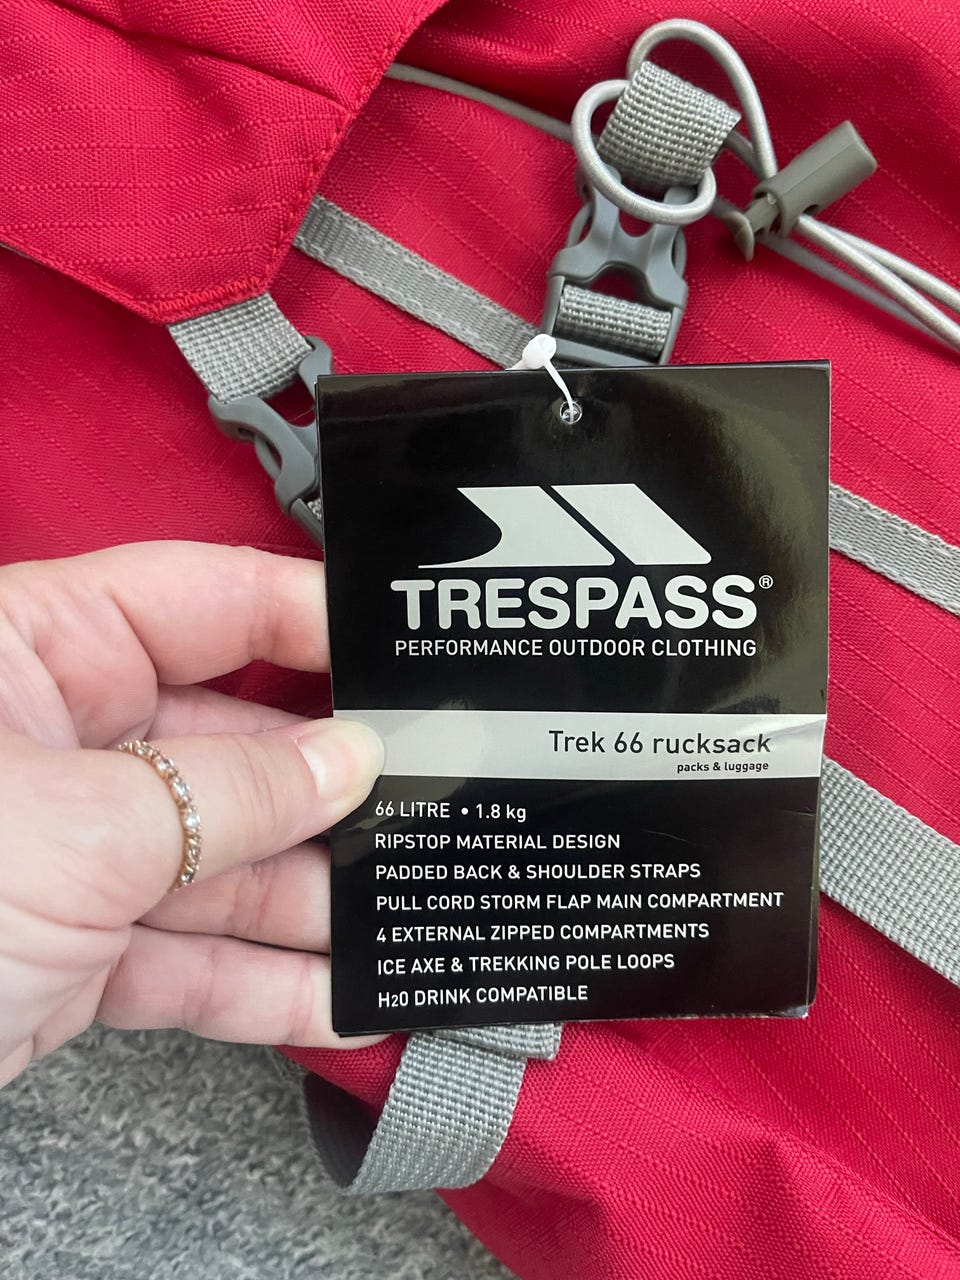 TRESPASS®
PERFORMANCE OUTDOOR CLOTHING
Trek 66 rucksack
packs & luggage
66 LITRE • 1.8 kg
RIPSTOP MATERIAL DESIGN
PADDED BACK & SHOULDER STRAPS
PULL CORD STORM FLAP MAIN COMPARTMENT
4 EXTERNAL ZIPPED COMPARTMENTS
ICE AXE & TREKKING POLE LOOPS
H20 DRINK COMPATIBLE